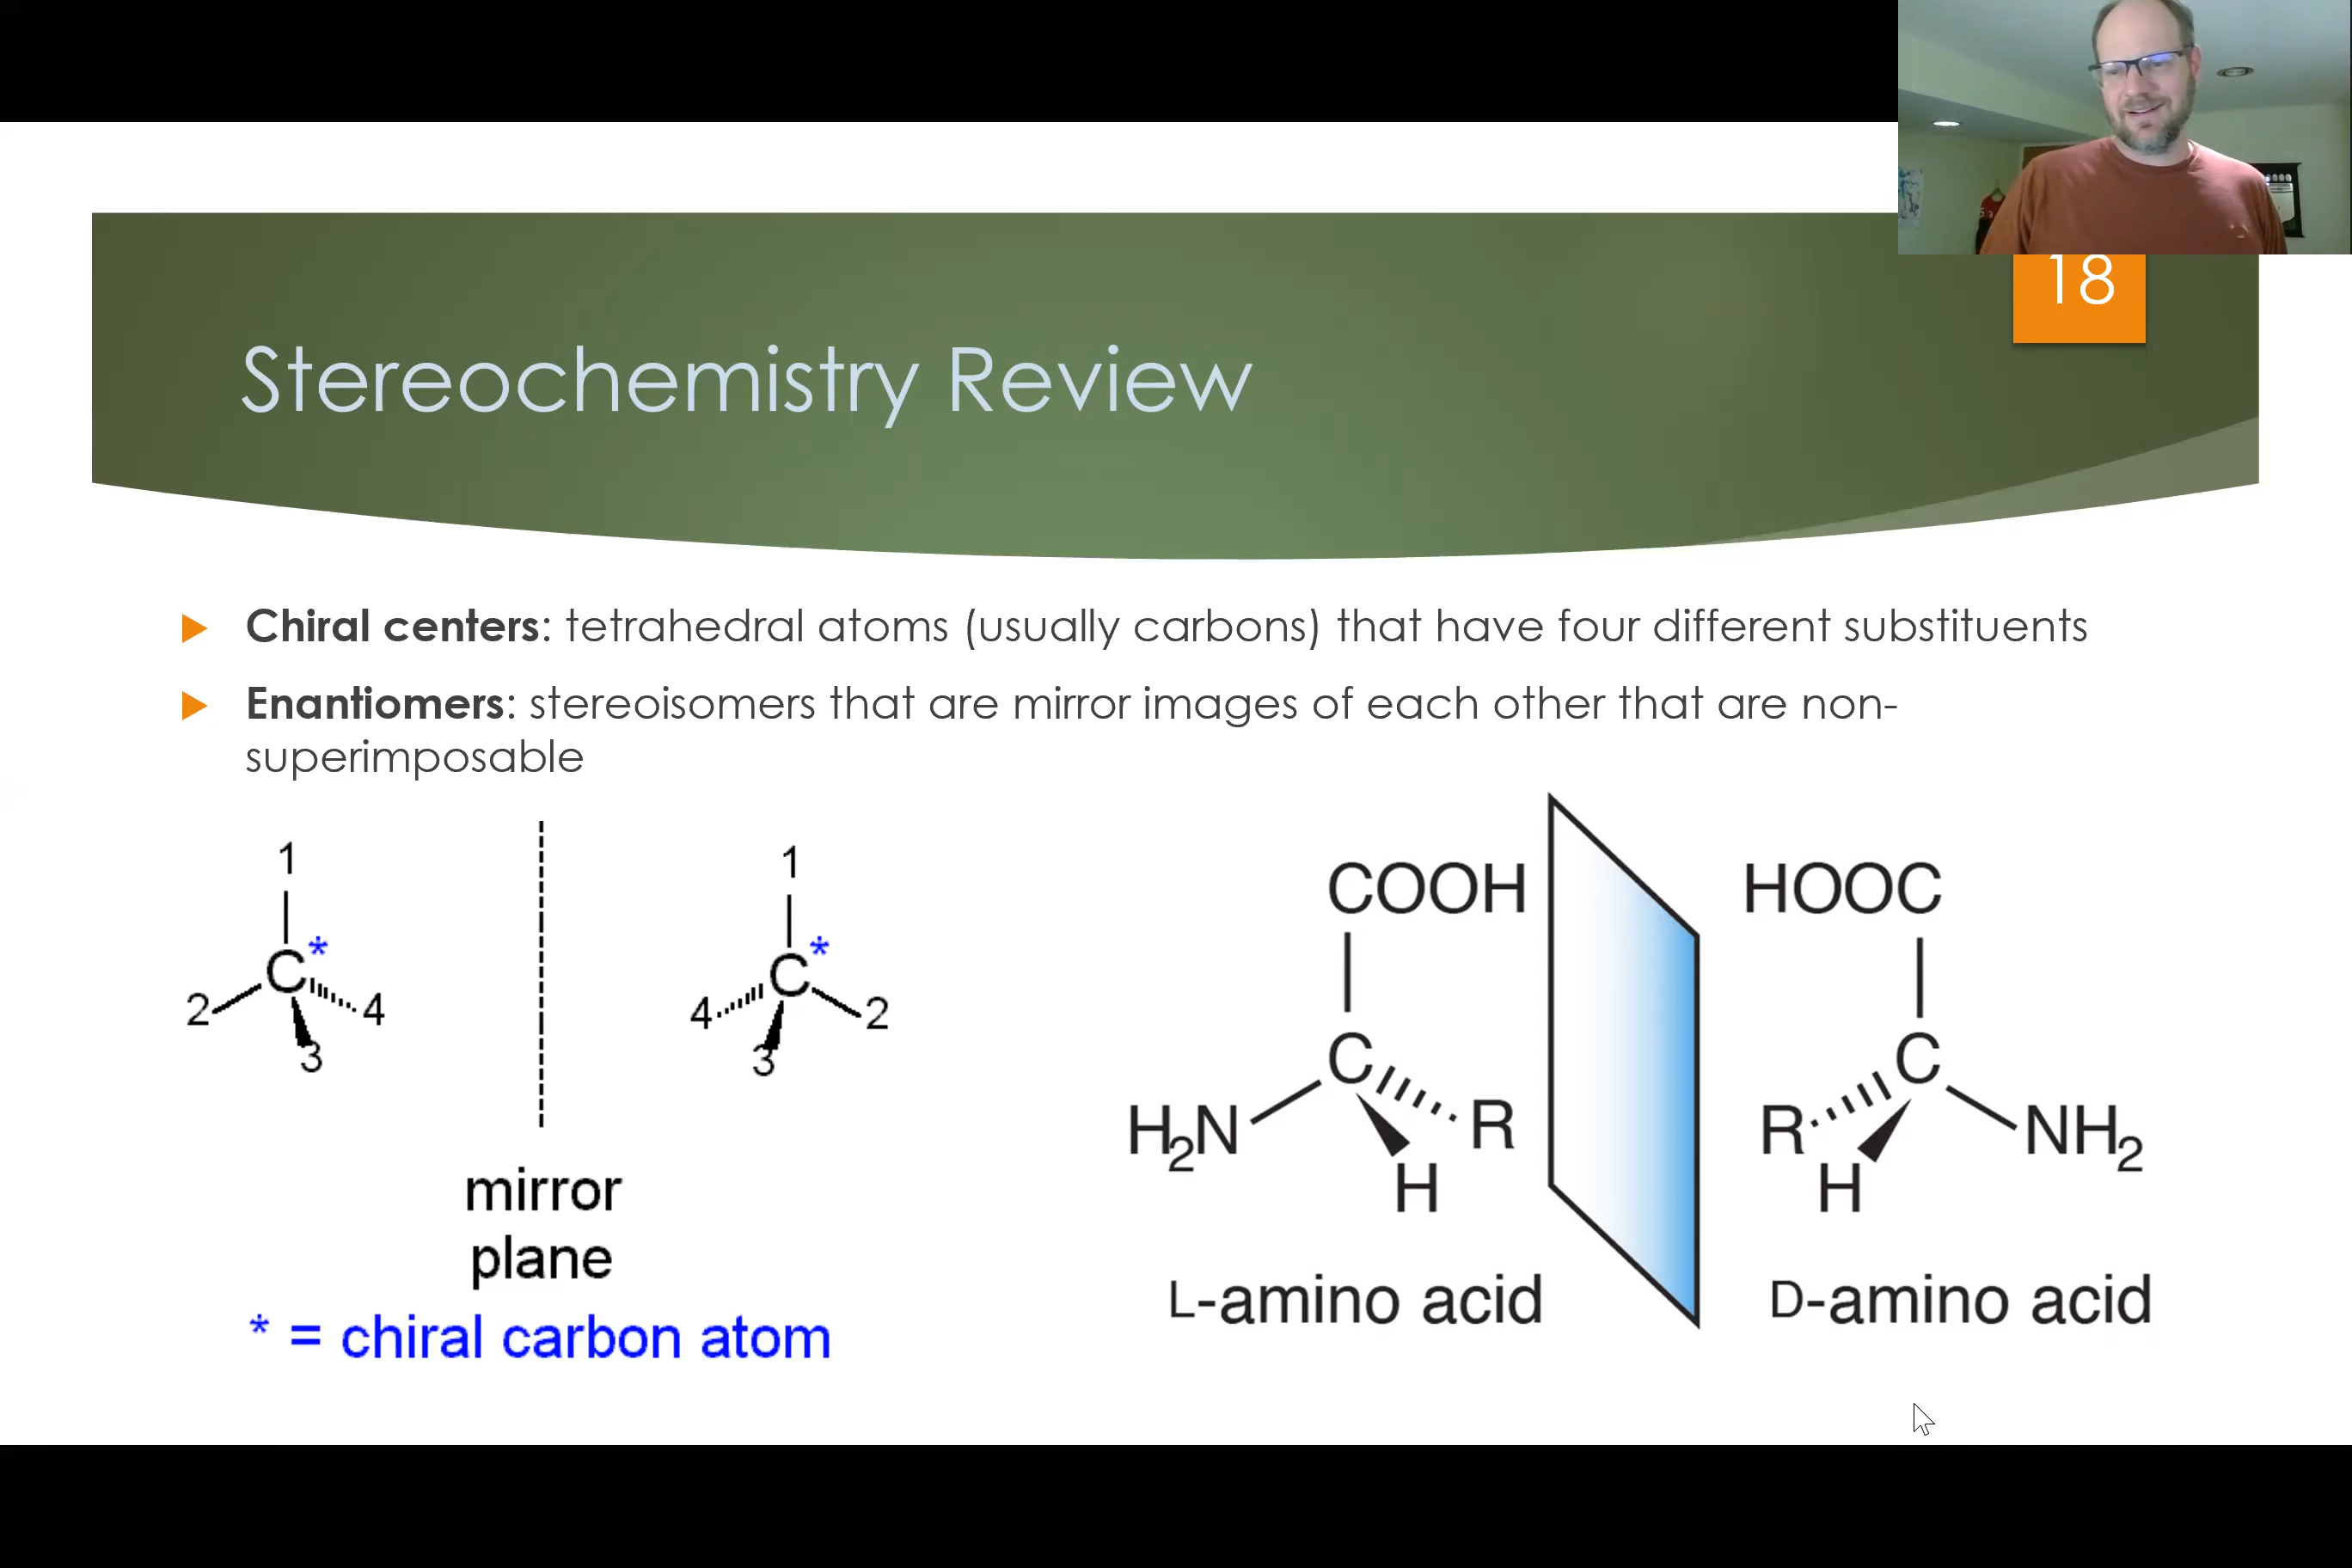 18
Stereochemistry Review
Chiral centers: tetrahedral atoms (usually carbons) that have four different substituents
Enantiomers: stereoisomers that are mirror images of each other that are non-
superimposable
1
C*
2
4
3
mirror
plane
1
C*
4
2
3
* = chiral carbon atom
COOH
C
H2N
R
H
L-amino acid
HOOC
C
R
NH2
H
D-amino acid